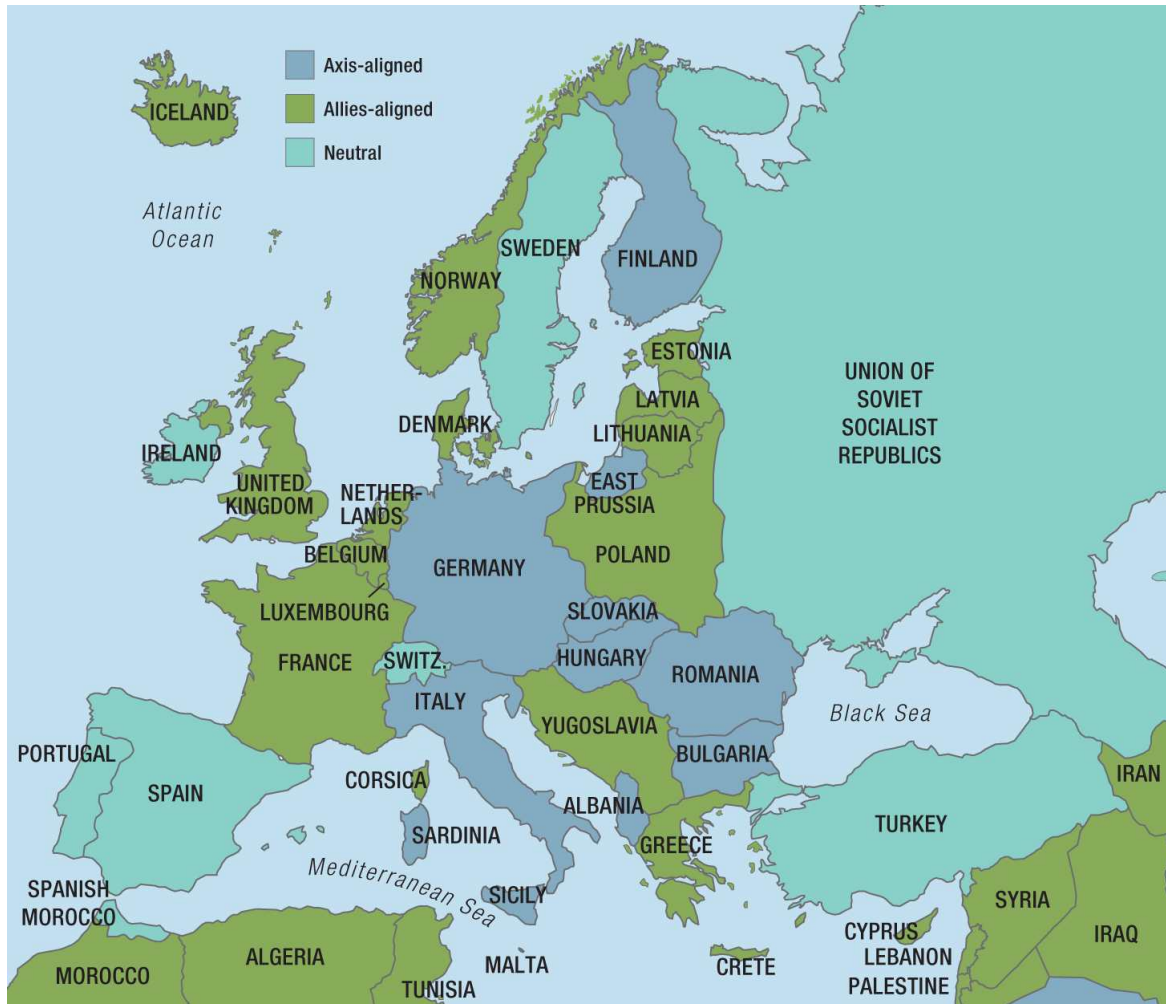 Axis-aligned
Allies-aligned
Neutral
ICELAND
Atlantic
Ocean
SWEDEN
FINLAND
NORWAY
ESTONIA
LATVIA
LITHUANIA
UNION OF
SOVIET
SOCIALIST
REPUBLICS
DENMARK
IRELAND
UNITED
KINGDOM
NETHER-
LANDS
EAST
PRUSSIA
BELGIUM
GERMANY
POLAND
LUXEMBOURG
SLOVAKIA
FRANCE
SWITZ.
HUNGARY
ROMANIA
ITALY
YUGOSLAVIA
Black Sea
PORTUGAL
SPAIN
CORSICA
BULGARIA
IRAN
ALBANIA
SARDINIA
GREECE
TURKEY
Mediterranean Sea
SPANISH
MOROCCO
SICILY
SYRIA
CYPRUS
IRAQ
MOROCCO
ALGERIA
TUNISIA
MALTA
CRETE
LEBANON
PALESTINE